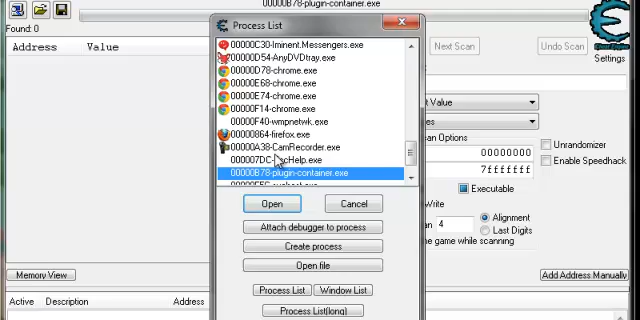 00000B78-plugin-container.exe
Process List
Found: 0
Address Value
00000C30-Iminent.Messengers.exe
00000D54-AnyDVDtray.exe
00000D78-chrome.exe
00000E68-chrome.exe
00000E74-chrome.exe
00000F14-chrome.exe
00000F40-wmpnetwk.exe
00000864-firefox.exe
00000A38-CamRecorder.exe
00000B78-plugin-container.exe
Next Scan
Undo Scan
Settings
Value
Scan Options
00000000
7fffffff
Unrandomizer
Enable Speedhack
Executable
4
Alignment
Last Digits
the game while scanning
Open
Cancel
Attach debugger to process
Create process
Open file
Process List
Window List
Process List(long)
Memory View
Add Address Manually
Active Description Address